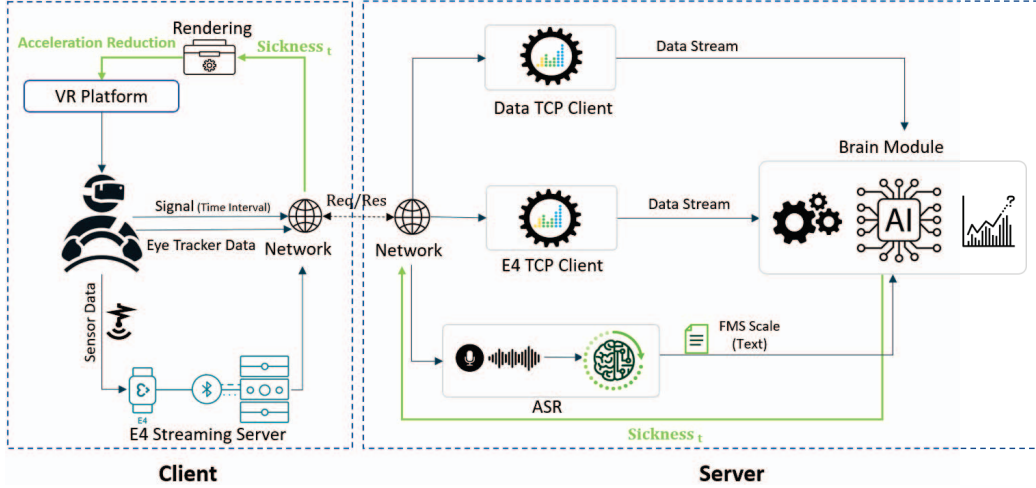 Rendering
Acceleration Reduction
Sickness t
VR Platform
Signal (Time Interval)
Eye Tracker Data
Network
Sensor Data
E4
E4 Streaming Server
Client
Req/Res
Network
Data TCP Client
Data Stream
E4 TCP Client
Data Stream
Brain Module
AI
?
ASR
FMS Scale
(Text)
Sickness t
Server